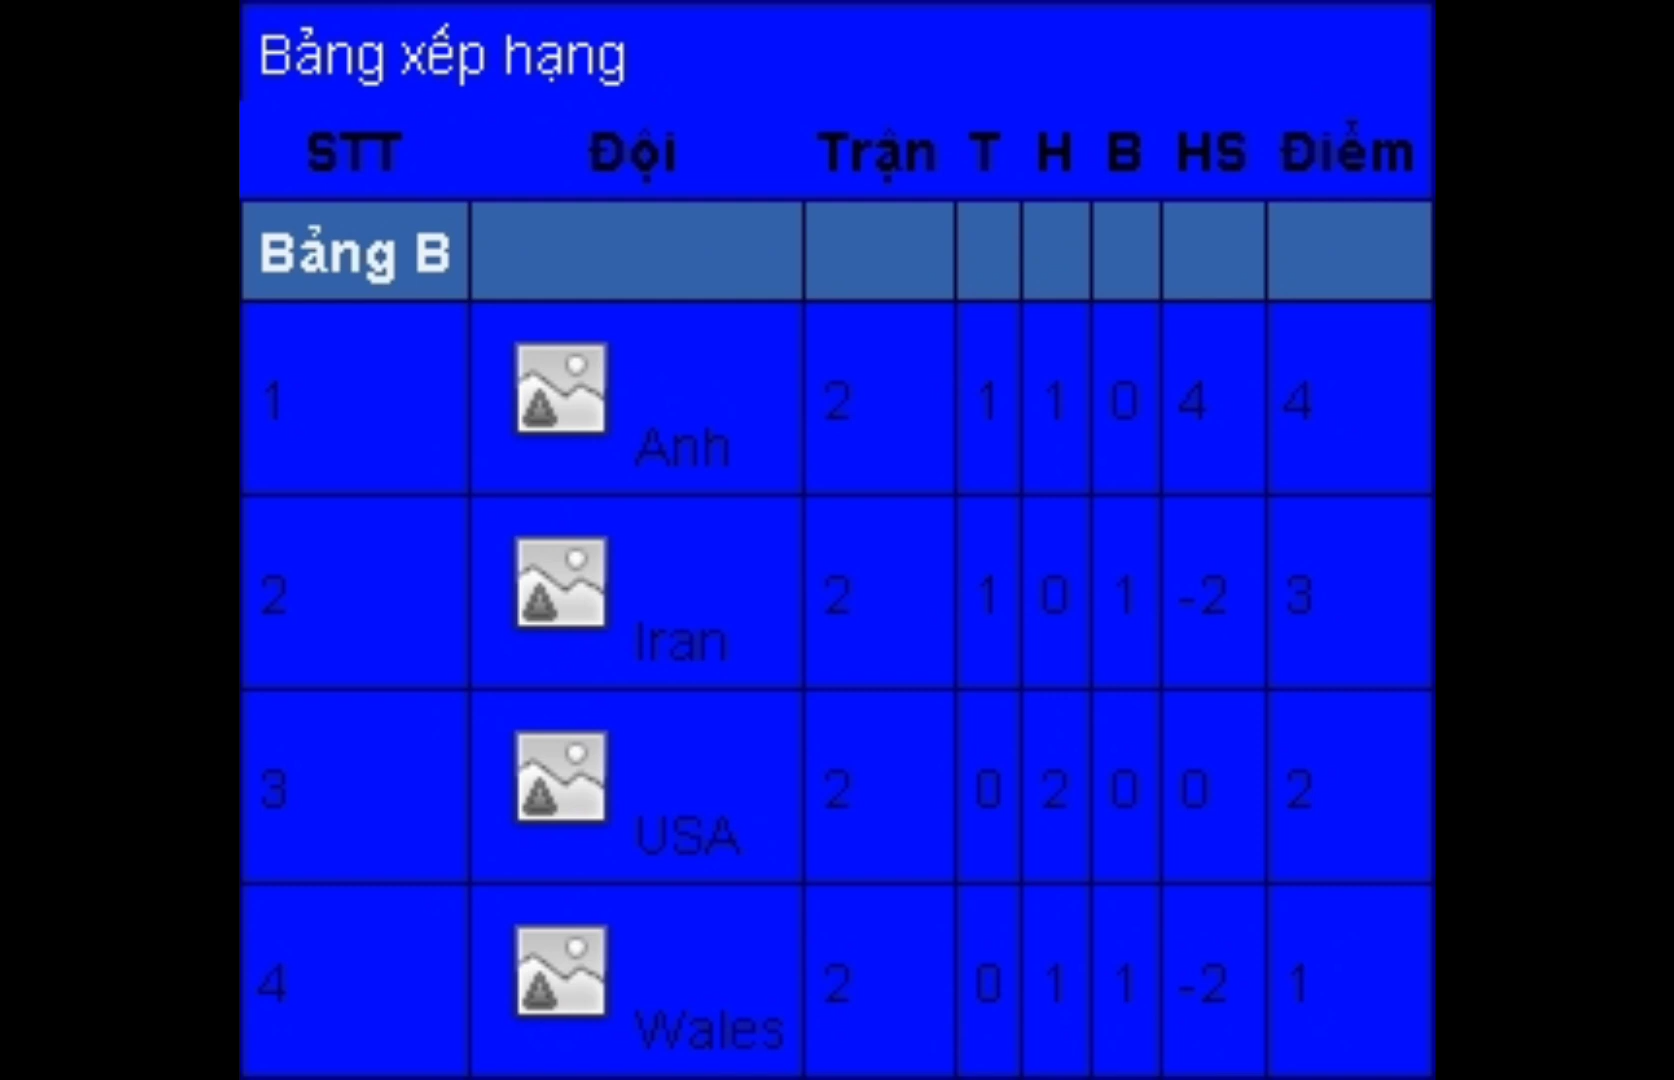 Bảng xếp hạng
STT Đội Trận T H B HS Điểm
Bảng B
1 Anh 2 1 1 0 4 4
2 Iran 2 1 0 1 -2 3
3 USA 2 0 2 0 0 2
4 Wales 2 0 1 1 -2 1